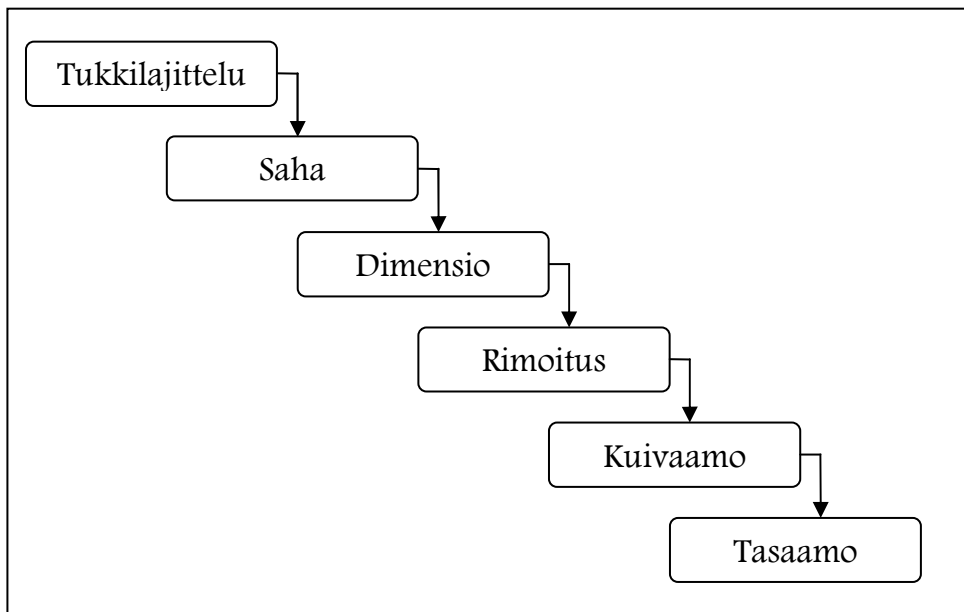 Tukkilajittelu
Saha
Dimensio
Rimoitus
Kuivaamo
Tasaamo